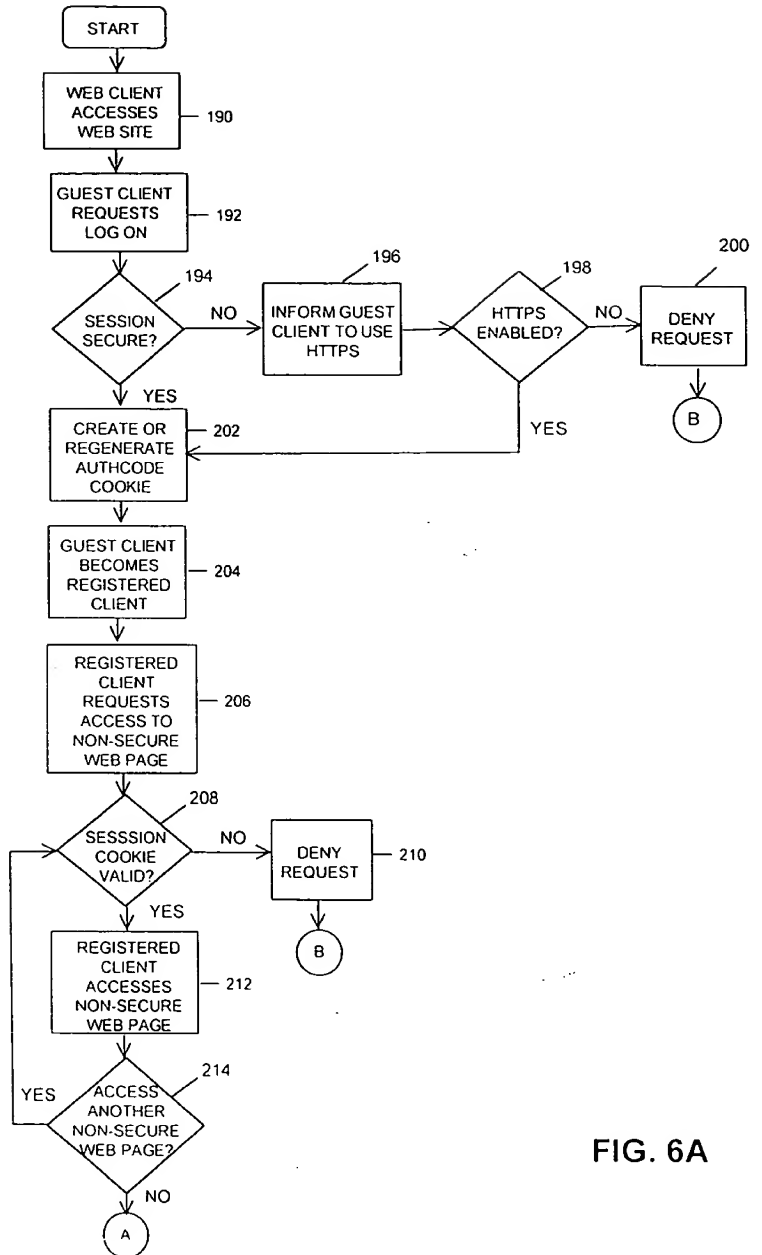 START
WEB CLIENT
ACCESSES
WEB SITE
190
GUEST CLIENT
REQUESTS
LOG ON
192
194
SESSION
SECURE?
NO
YES
196
INFORM GUEST
CLIENT TO USE
HTTPS
198
HTTPS
ENABLED?
NO
YES
200
DENY
REQUEST
B
202
CREATE OR
REGENERATE
AUTHCODE
COOKIE
GUEST CLIENT
BECOMES
REGISTERED
CLIENT
204
REGISTERED
CLIENT
REQUESTS
ACCESS TO
NON-SECURE
WEB PAGE
206
208
SESSSION
COOKIE
VALID?
NO
YES
DENY
REQUEST
210
B
REGISTERED
CLIENT
ACCESSES
NON-SECURE
WEB PAGE
212
214
ACCESS
ANOTHER
NON-SECURE
WEB PAGE?
YES
NO
A
FIG. 6A